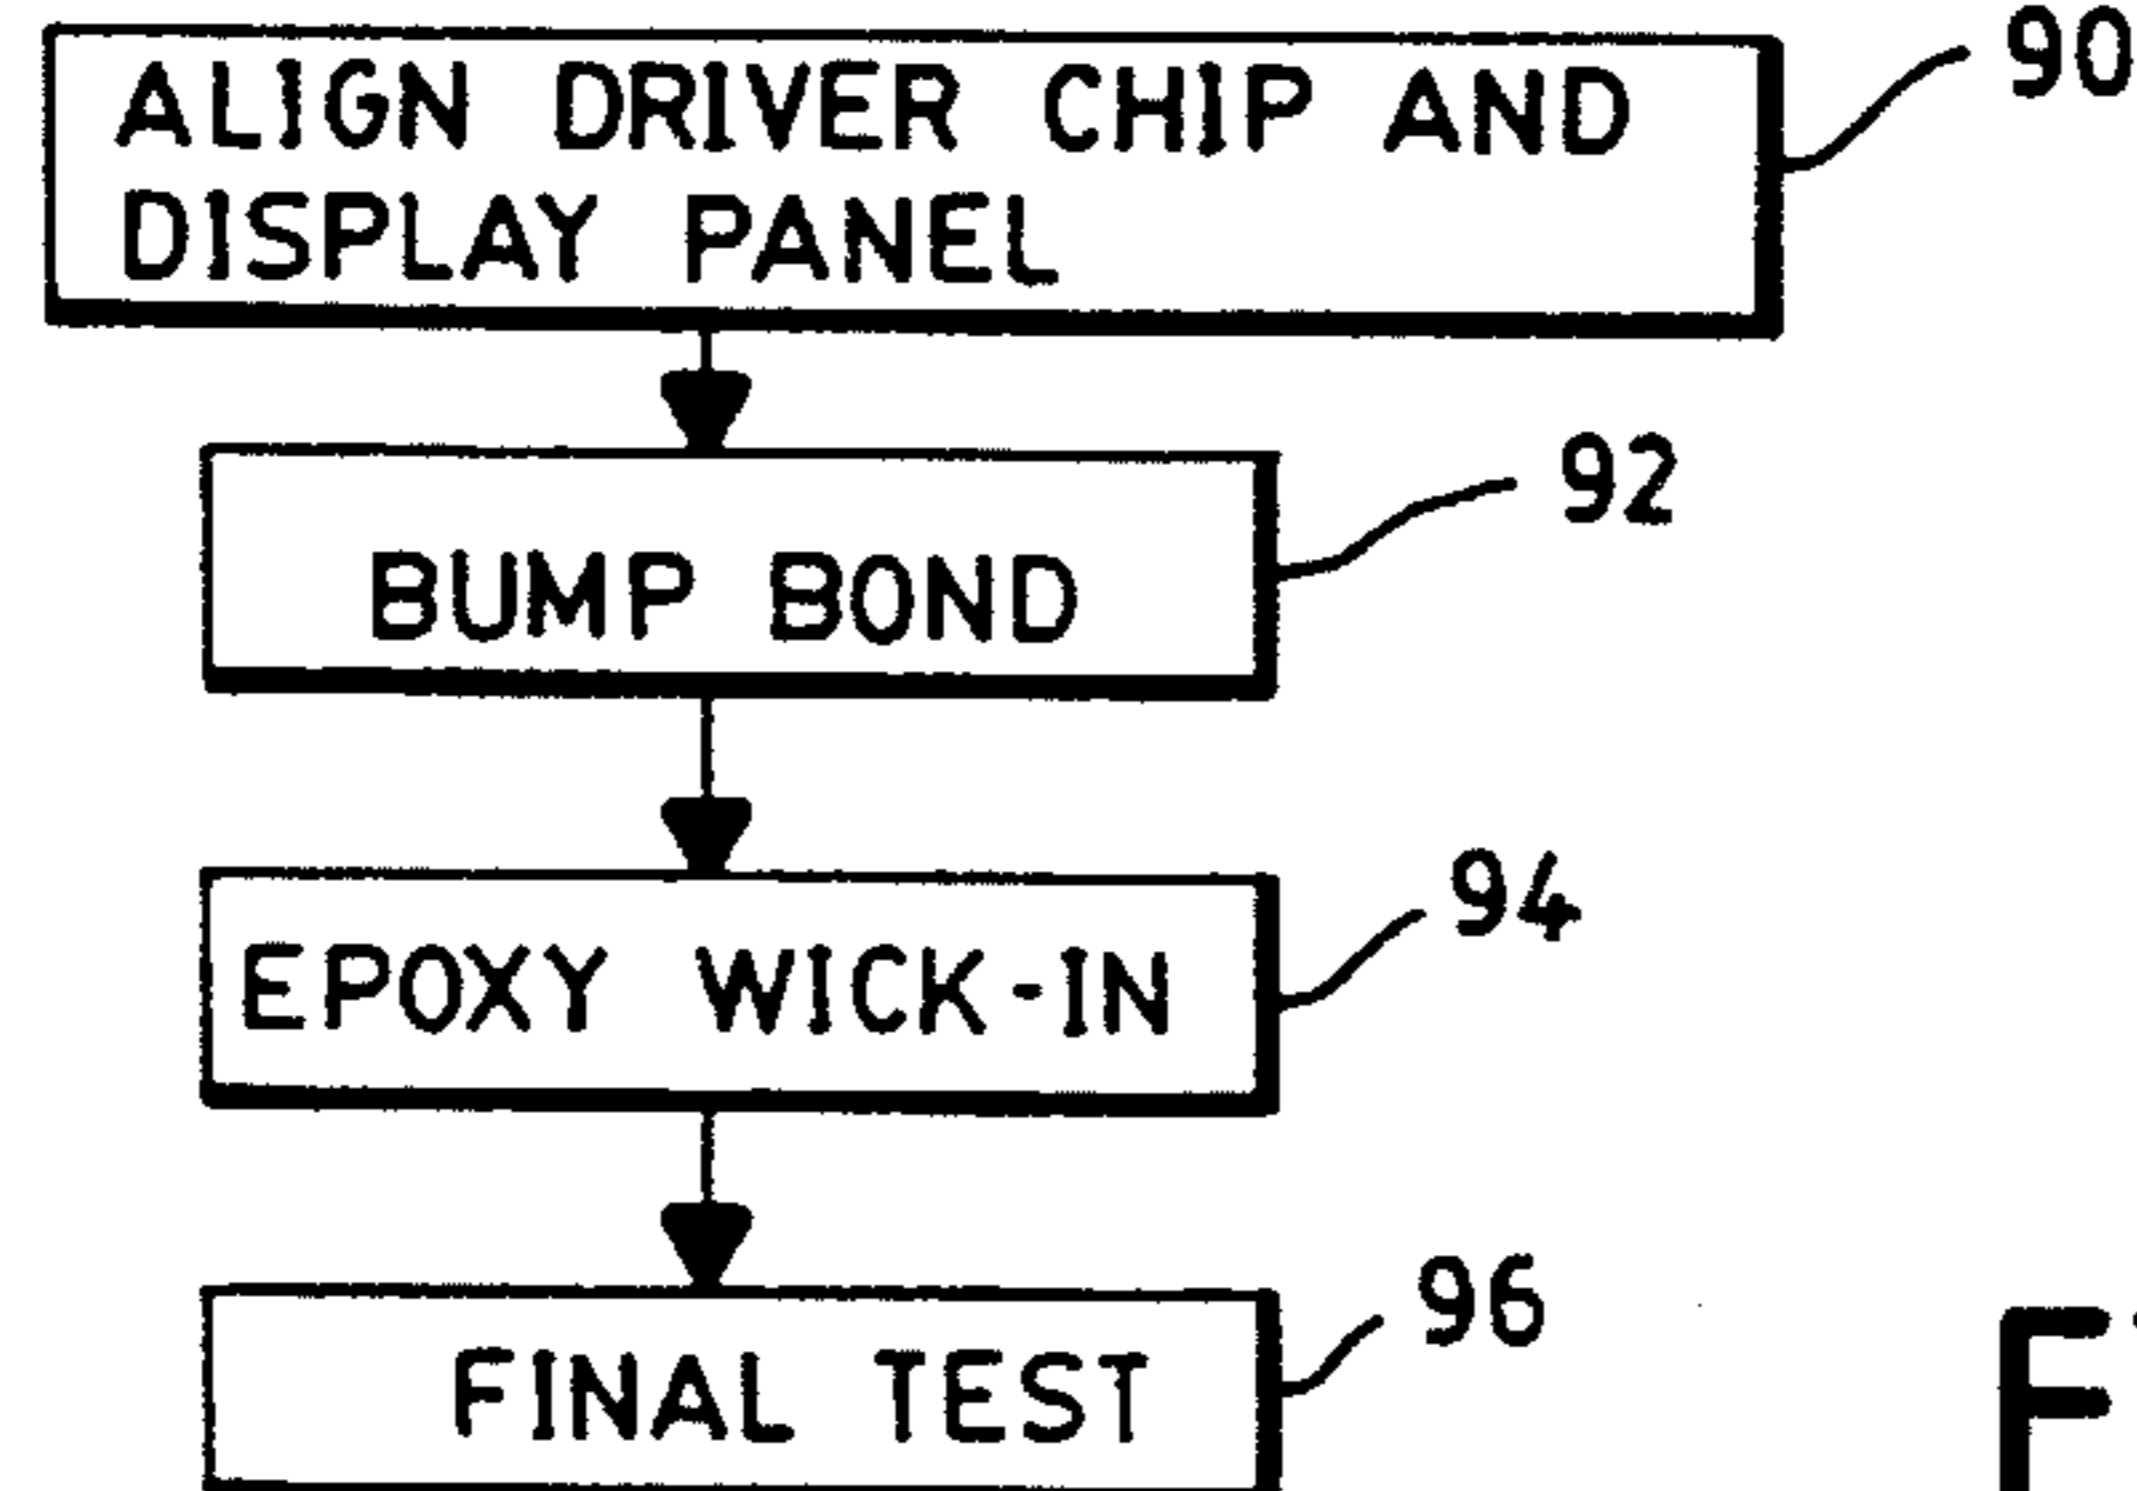 ALIGN DRIVER CHIP AND
DISPLAY PANEL
90
BUMP BOND
92
EPOXY WICK-IN
94
FINAL TEST
96